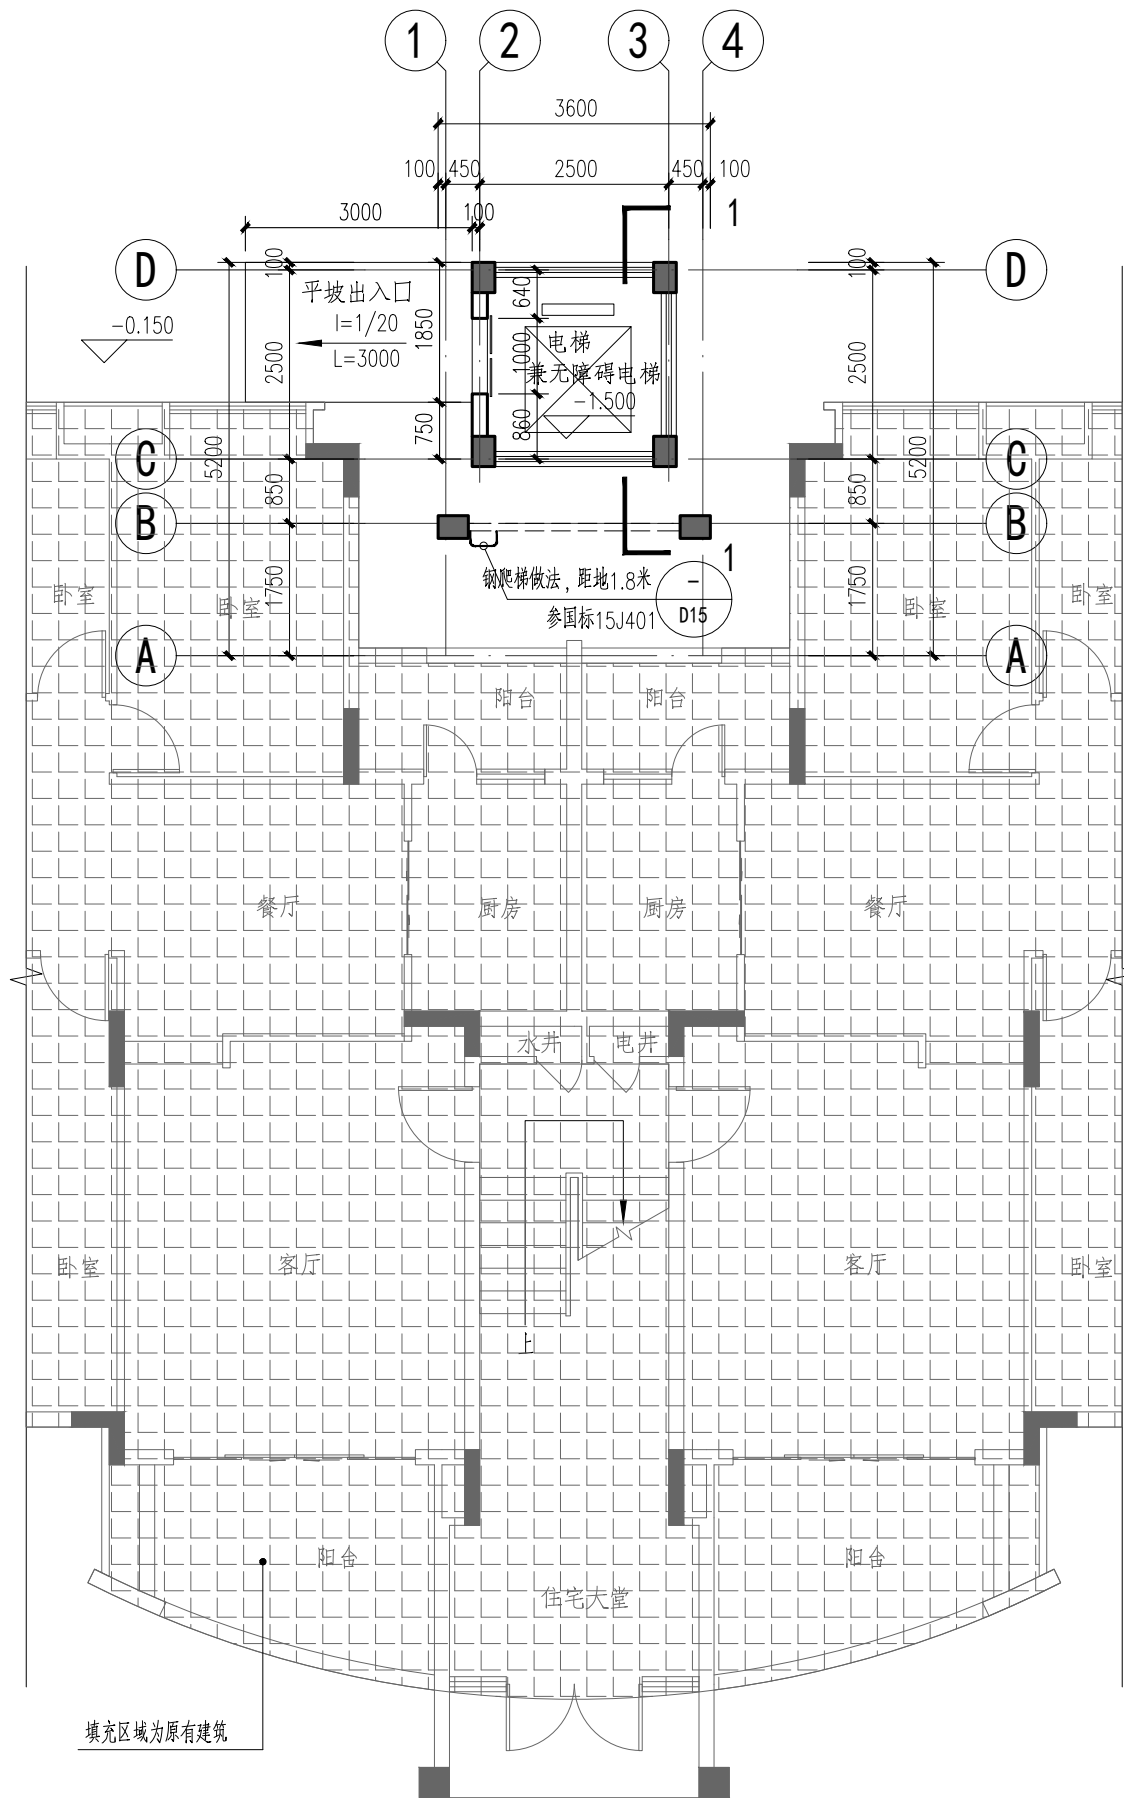 1 2 3 4
3600
100 450 2500 450 100
3000 100 1
D 100 100 D
平坡出入口 640
-0.150 I=1/20 1850
L=3000 1000 电梯
2500 兼无障碍电梯 2500
-1.500
750 860
C 5200 5200 C
850 850
B B
1750 钢爬梯做法，距地1.8米 1 1750
参国标15J401 - D15
卧室 卧室 卧室 卧室
A A
阳台 阳台
餐厅 厨房 厨房 餐厅
水井 电井
卧室 客厅 客厅 卧室
上
阳台 阳台
住宅大堂
填充区域为原有建筑